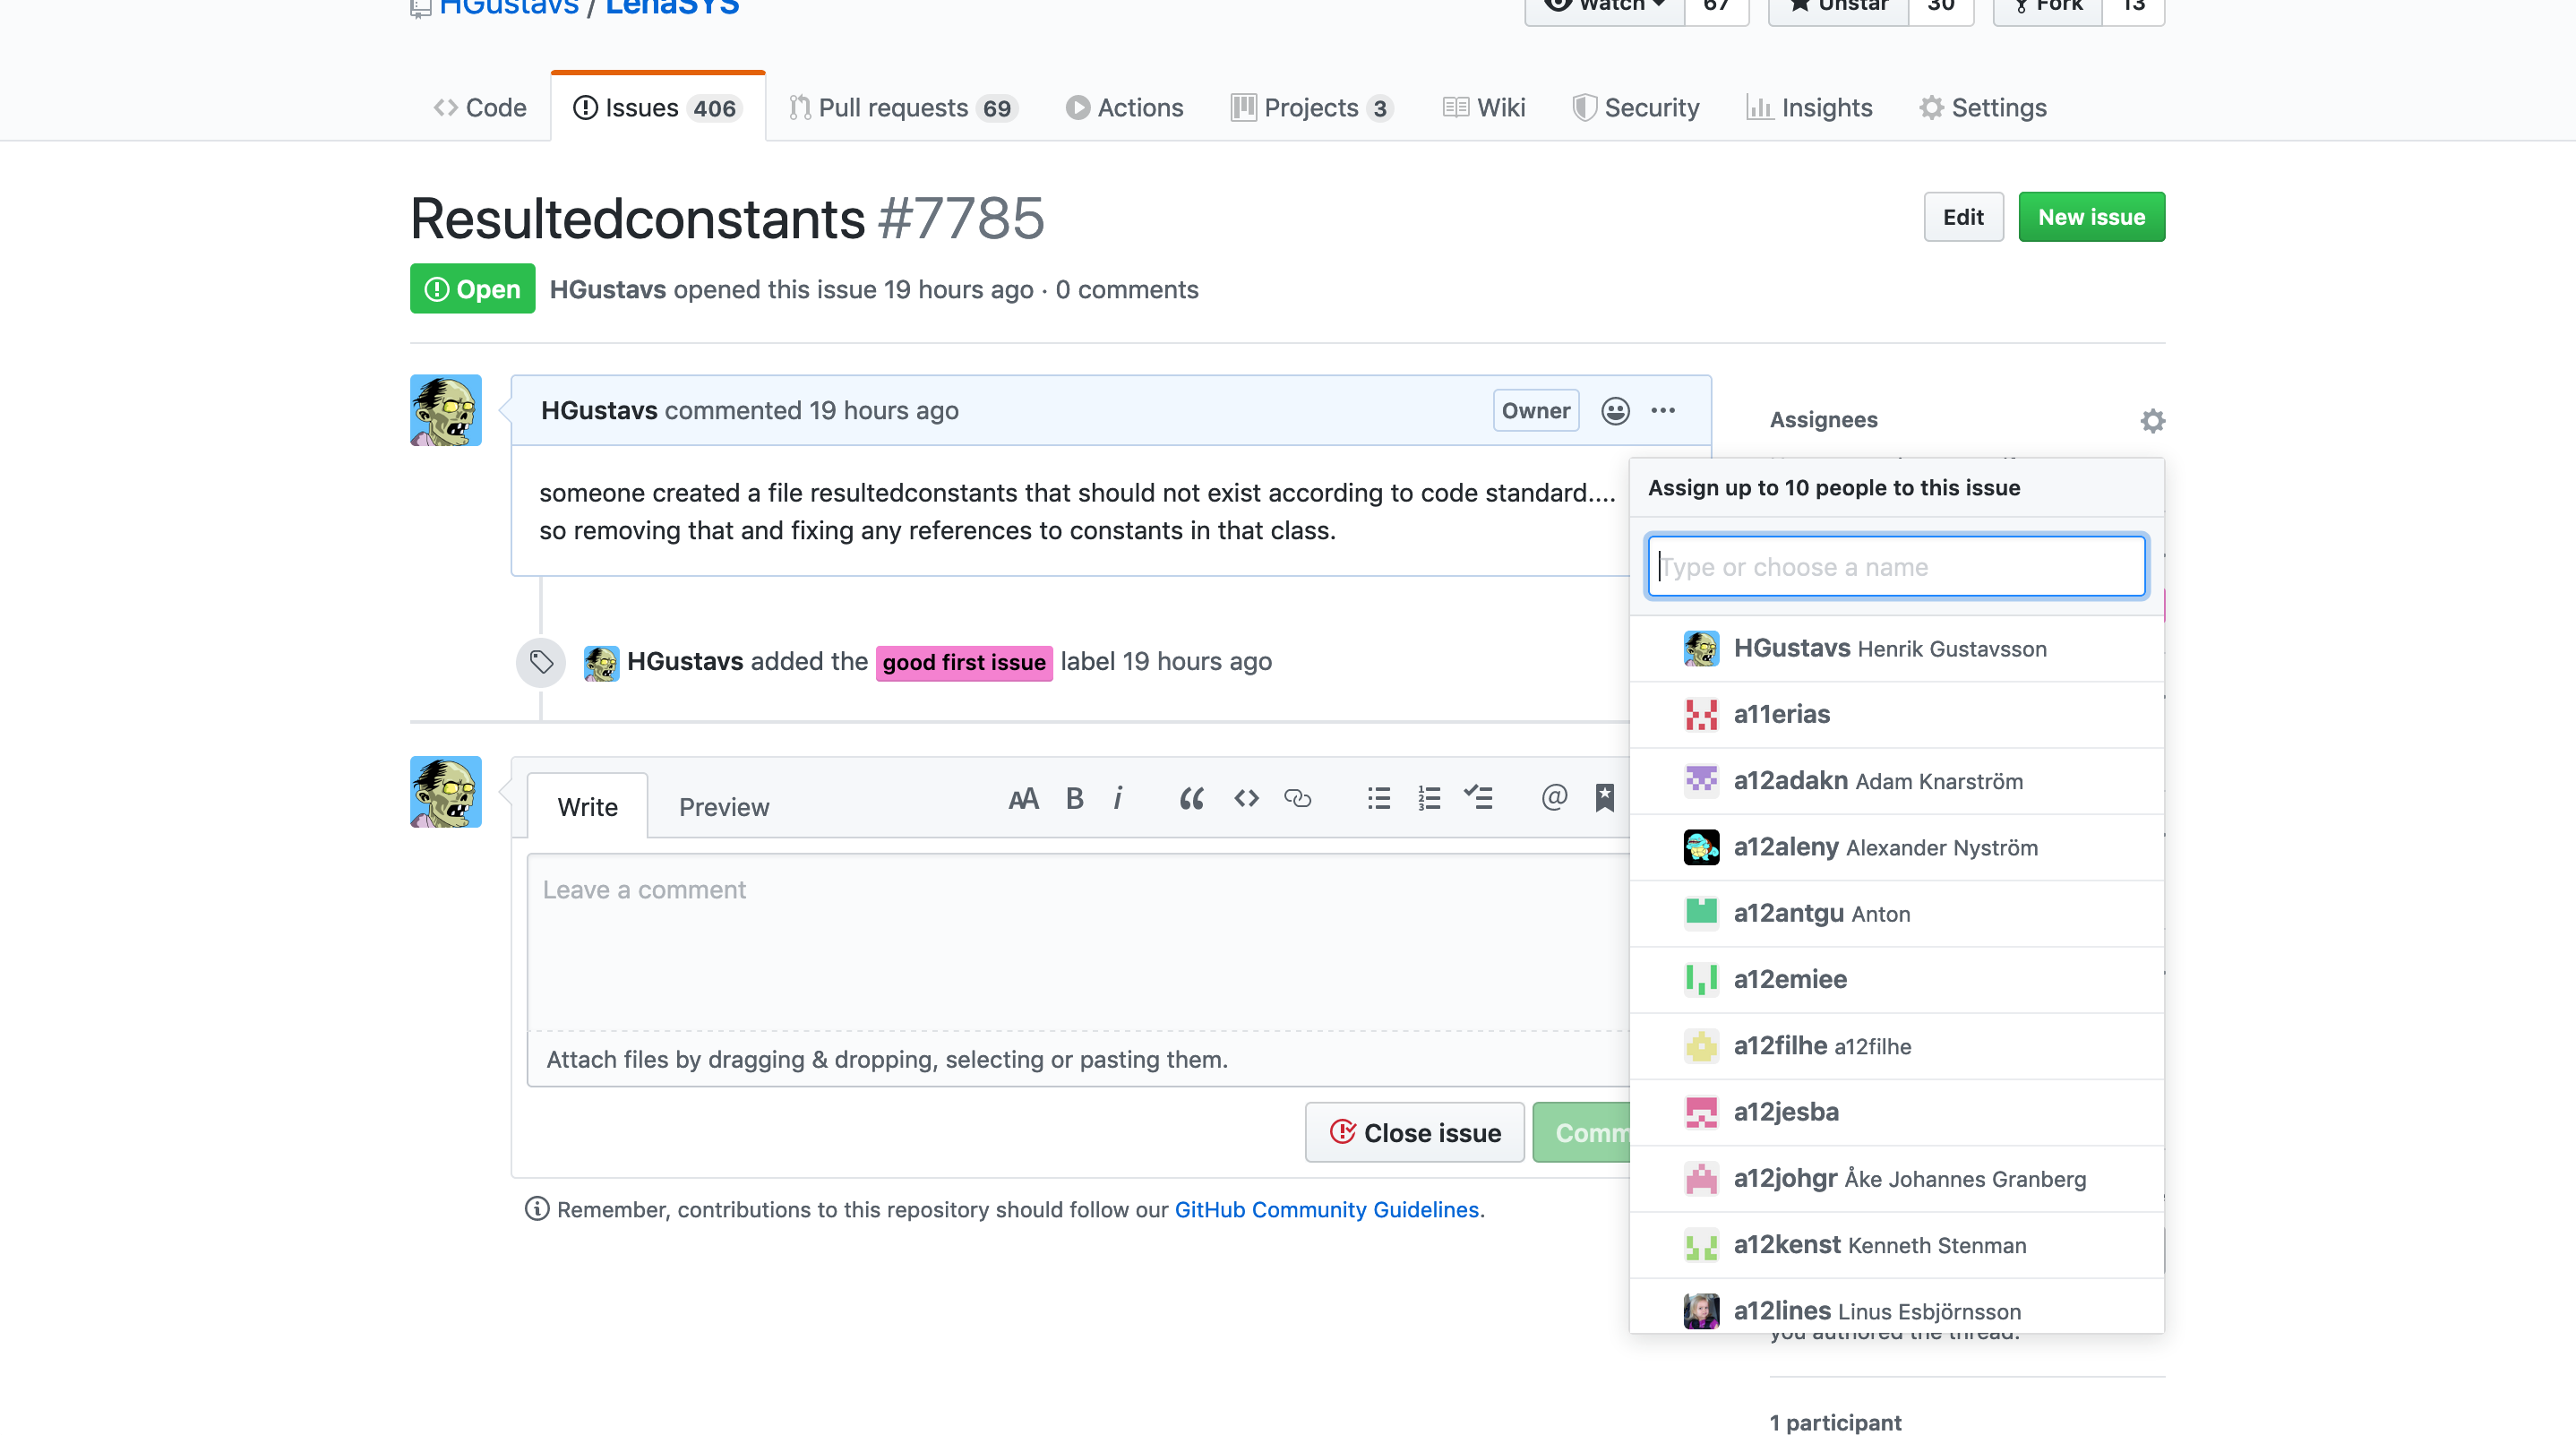 HGustavs / LenaSYS
Watch 67 Unstar 30 Fork 13
Code Issues 406 Pull requests 69 Actions Projects 3 Wiki Security Insights Settings
Resultedconstants #7785
Edit New issue
Open HGustavs opened this issue 19 hours ago · 0 comments
HGustavs commented 19 hours ago Owner
someone created a file resultedconstants that should not exist according to code standard....
so removing that and fixing any references to constants in that class.
HGustavs added the good first issue label 19 hours ago
Write Preview
Leave a comment
Attach files by dragging & dropping, selecting or pasting them.
Close issue Comm
Remember, contributions to this repository should follow our GitHub Community Guidelines.
Assignees
Assign up to 10 people to this issue
Type or choose a name
HGustavs Henrik Gustavsson
a11erias
a12adakn Adam Knarström
a12aleny Alexander Nyström
a12antgu Anton
a12emiee
a12filhe a12filhe
a12jesba
a12johgr Åke Johannes Granberg
a12kenst Kenneth Stenman
a12lines Linus Esbjörnsson
you authored the thread.
1 participant